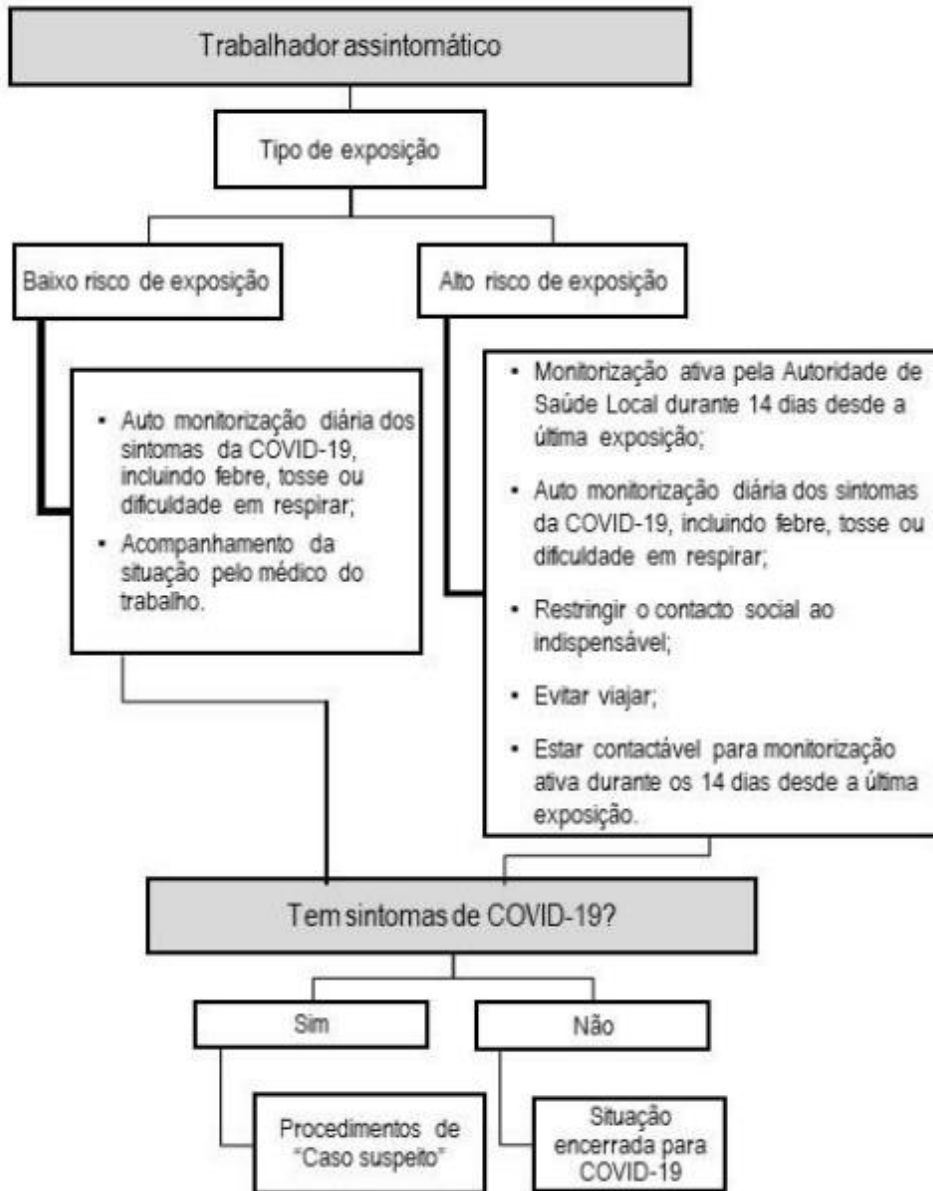 Trabalhador assintomático
Tipo de exposição
Baixo risco de exposição
Alto risco de exposição
• Auto monitorização diária dos
sintomas da COVID-19,
incluindo febre, tosse ou
dificuldade em respirar;
• Acompanhamento da
situação pelo médico do
trabalho.
• Monitorização ativa pela Autoridade de
Saúde Local durante 14 dias desde a
última exposição;
• Auto monitorização diária dos sintomas
da COVID-19, incluindo febre, tosse ou
dificuldade em respirar;
• Restringir o contacto social ao
indispensável;
• Evitar viajar;
• Estar contactável para monitorização
ativa durante os 14 dias desde a última
exposição.
Tem sintomas de COVID-19?
Sim
Não
Procedimentos de
“Caso suspeito”
Situação
encerrada para
COVID-19